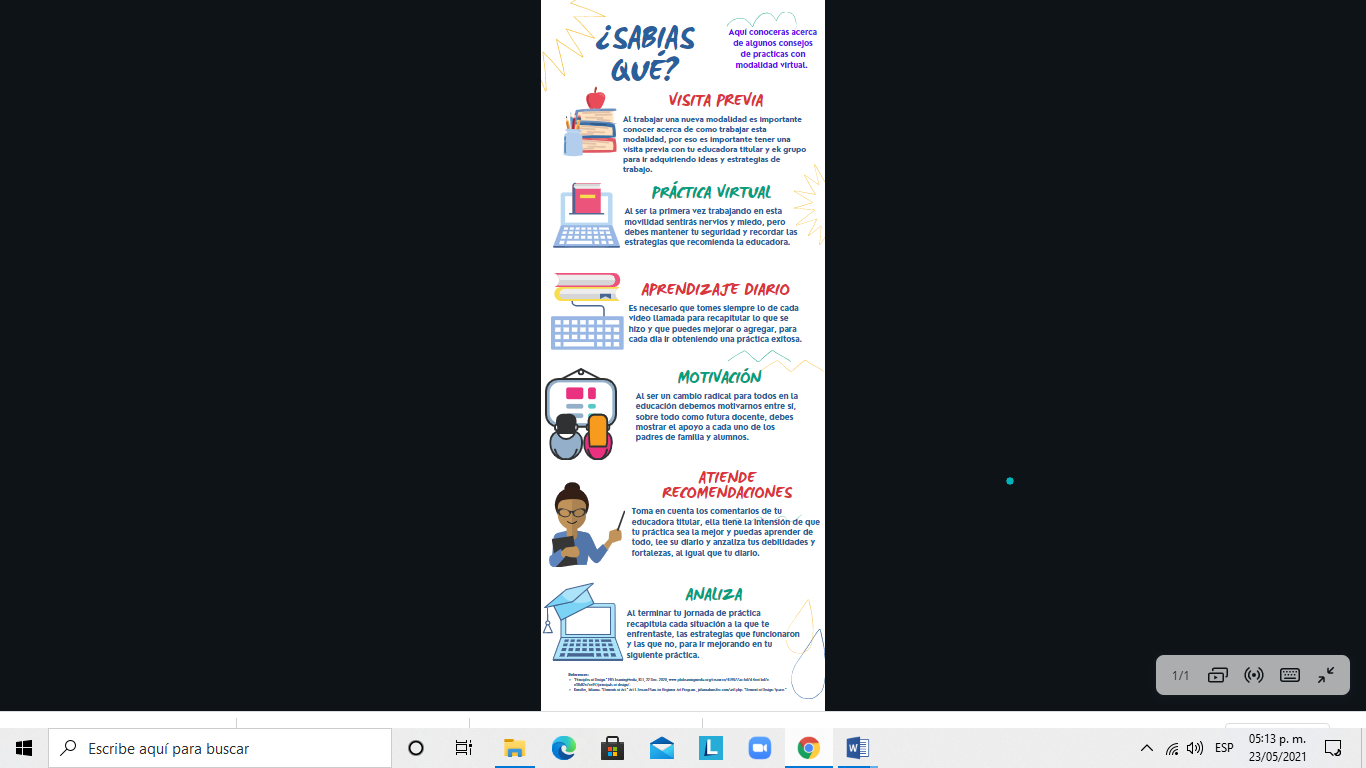 ¿SABIAS
QUÉ?
Aquí conoceras acerca
de algunos consejos
de practicas con
modalidad virtual.
VISITA PREVIA
Al trabajar una nueva modalidad es importante
conocer acerca de como trabajar esta
modalidad, por eso es importante tener una
visita previa con tu educadora titular y ek grupo
para ir adquiriendo ideas y estrategias de
trabajo.
PRÁCTICA VIRTUAL
Al ser la primera vez trabajando en esta
movilidad sentirás nervios y miedo, pero
debes mantener tu seguridad y recordar las
estrategias que recomienda la educadora.
APRENDIZAJE DIARIO
Es necesario que tomes siempre lo de cada
video llamada para recapitular lo que se
hizo y que puedes mejorar o agregar, para
cada dia ir obteniendo una práctica exitosa.
MOTIVACIÓN
Al ser un cambio radical para todos en la
educación debemos motivarnos entre sí,
sobre todo como futura docente, debes
mostrar el apoyo a cada uno de los
padres de familia y alumnos.
ATIENDE
RECOMENDACIONES
Toma en cuenta los comentarios de tu
educadora titular, ella tiene la intensión de que
tu práctica sea la mejor y puedas aprender de
todo, lee su diario y anzaliza tus debilidades y
fortalezas, al igual que tu diario.
ANALIZA
Al terminar tu jornada de práctica
recapitula cada situación a la que te
enfrentaste, las estrategias que funcionaron
y las que no, para ir mejorando en tu
siguiente práctica.
References:
1/1
Escribe aquí para buscar
ESP
05:13 p. m.
23/05/2021